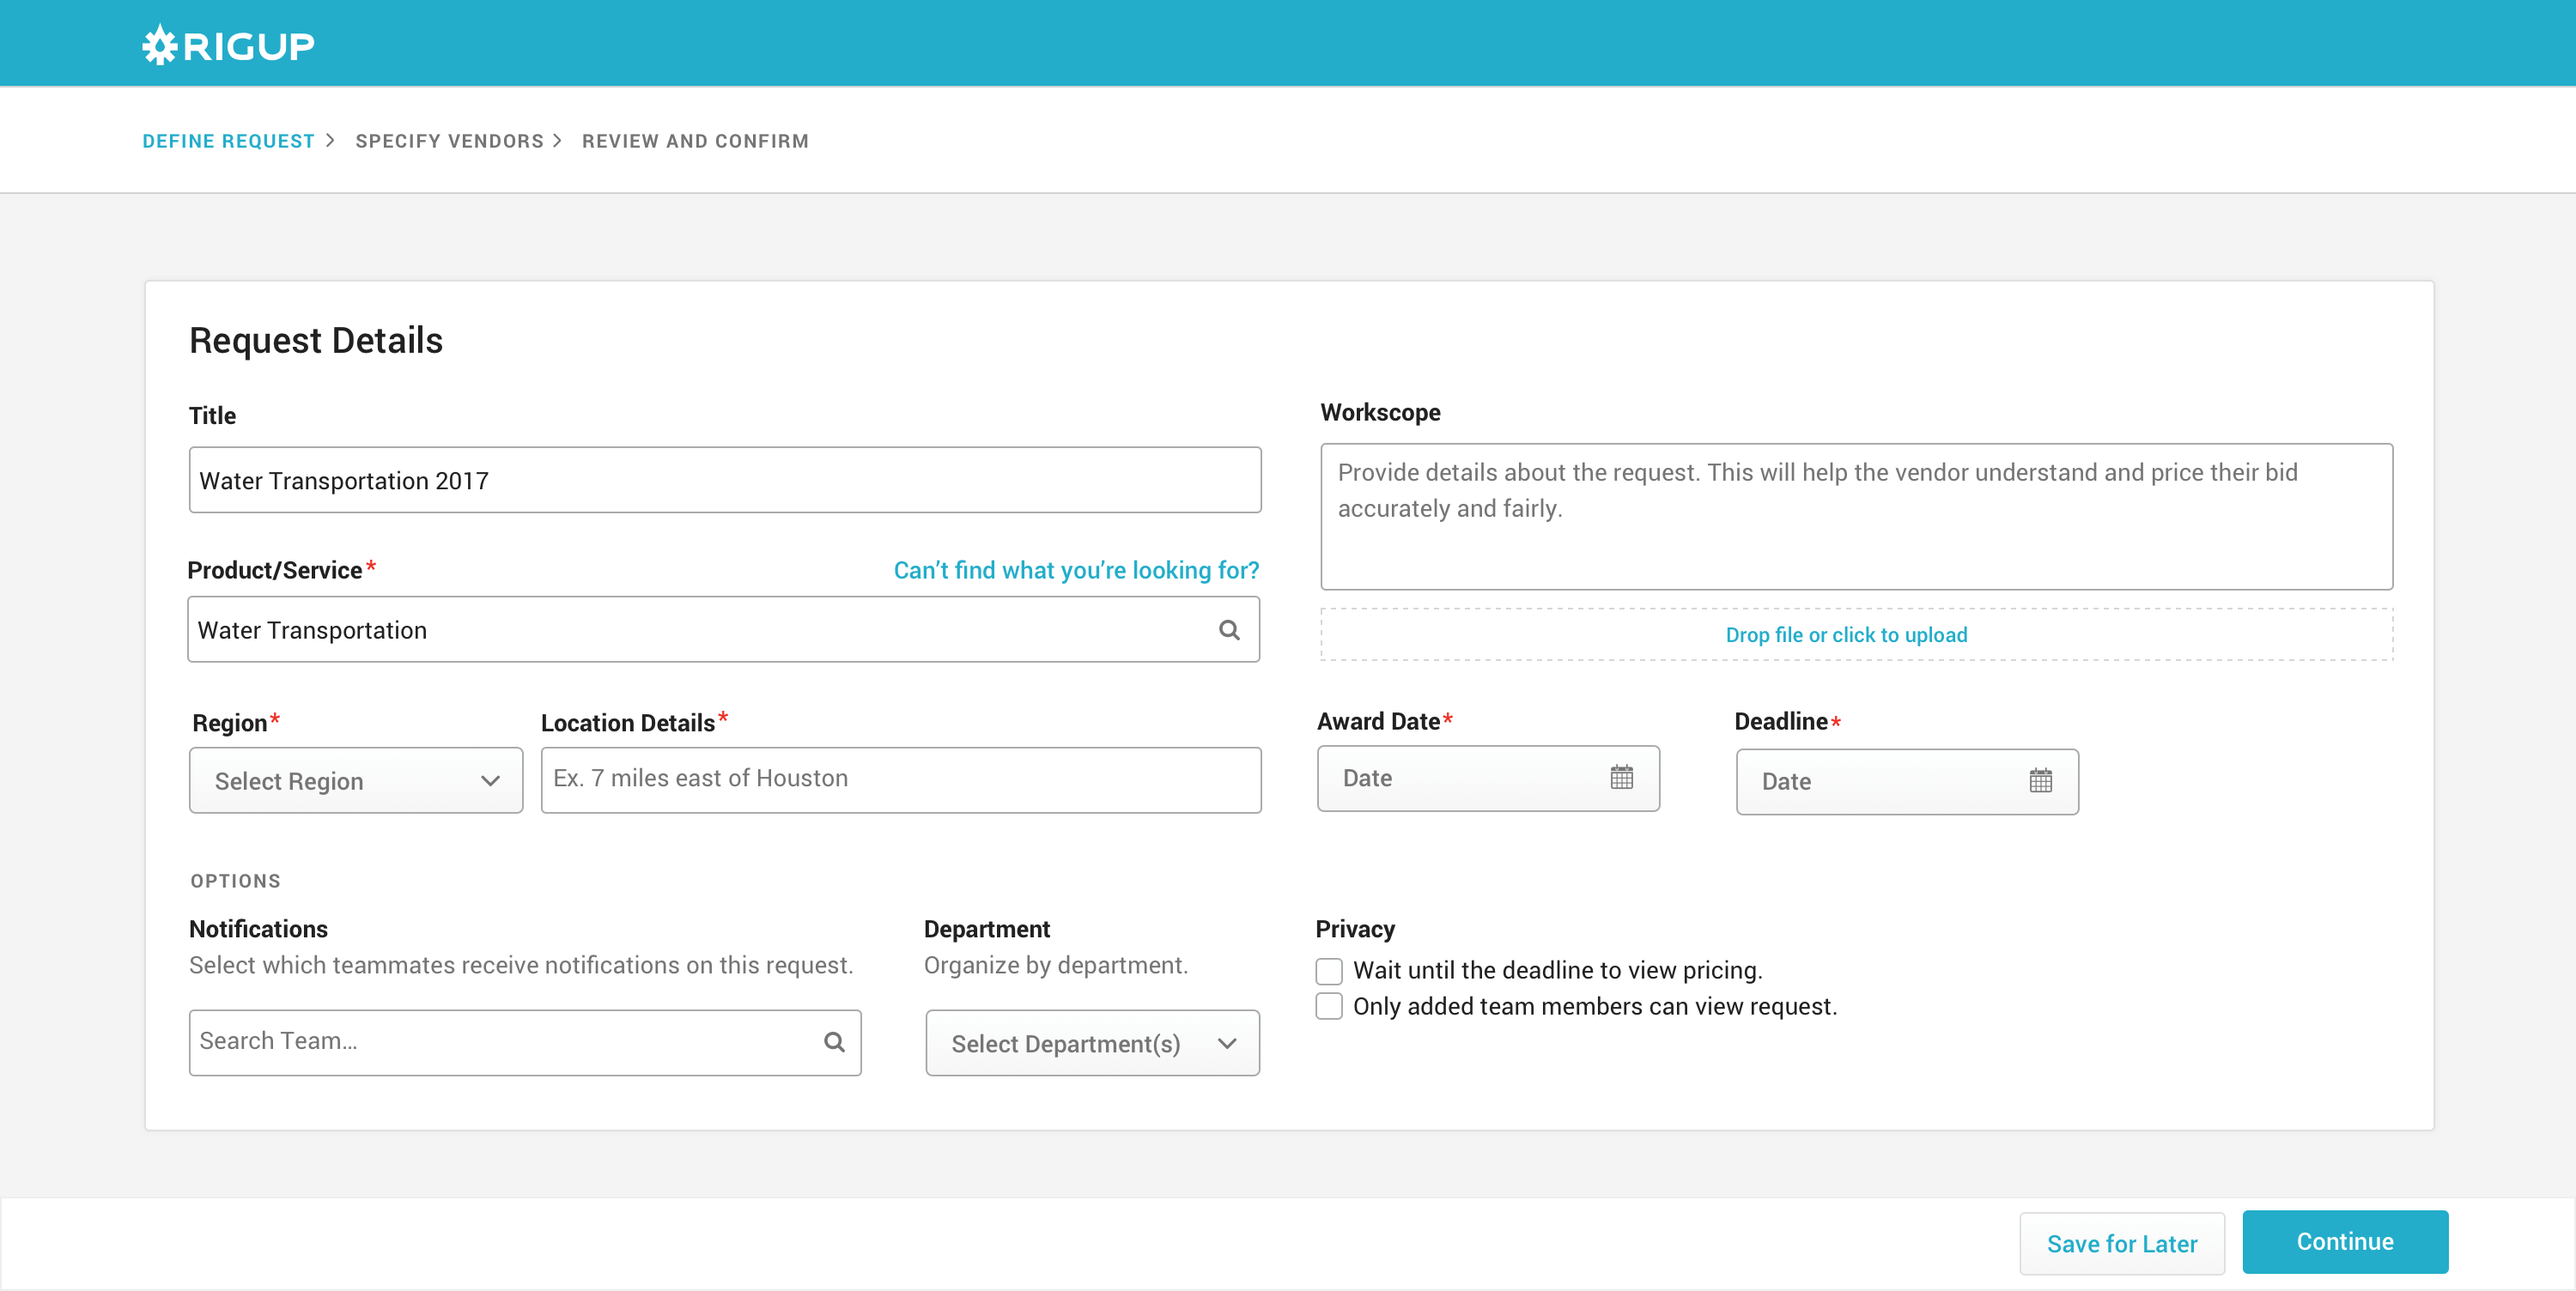 RIGUP
DEFINE REQUEST > SPECIFY VENDORS > REVIEW AND CONFIRM
Request Details
Title
Water Transportation 2017
Product/Service* Can’t find what you’re looking for?
Water Transportation
Region* Location Details*
Select Region Ex. 7 miles east of Houston
Workscope
Provide details about the request. This will help the vendor understand and price their bid
accurately and fairly.
Drop file or click to upload
Award Date* Deadline*
Date Date
OPTIONS
Notifications
Select which teammates receive notifications on this request.
Search Team...
Department
Organize by department.
Select Department(s)
Privacy
Wait until the deadline to view pricing.
Only added team members can view request.
Save for Later Continue